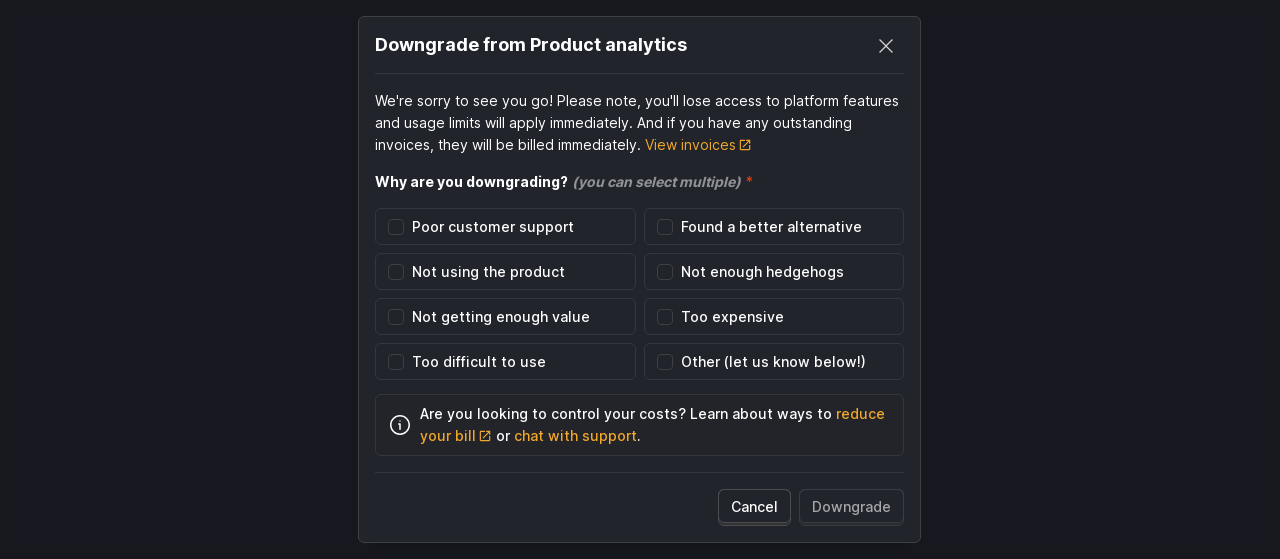 Downgrade from Product analytics
We're sorry to see you go! Please note, you'll lose access to platform features
and usage limits will apply immediately. And if you have any outstanding
invoices, they will be billed immediately. View invoices
Why are you downgrading? (you can select multiple) *
Poor customer support
Found a better alternative
Not using the product
Not enough hedgehogs
Not getting enough value
Too expensive
Too difficult to use
Other (let us know below!)
Are you looking to control your costs? Learn about ways to reduce
your bill or chat with support.
Cancel
Downgrade